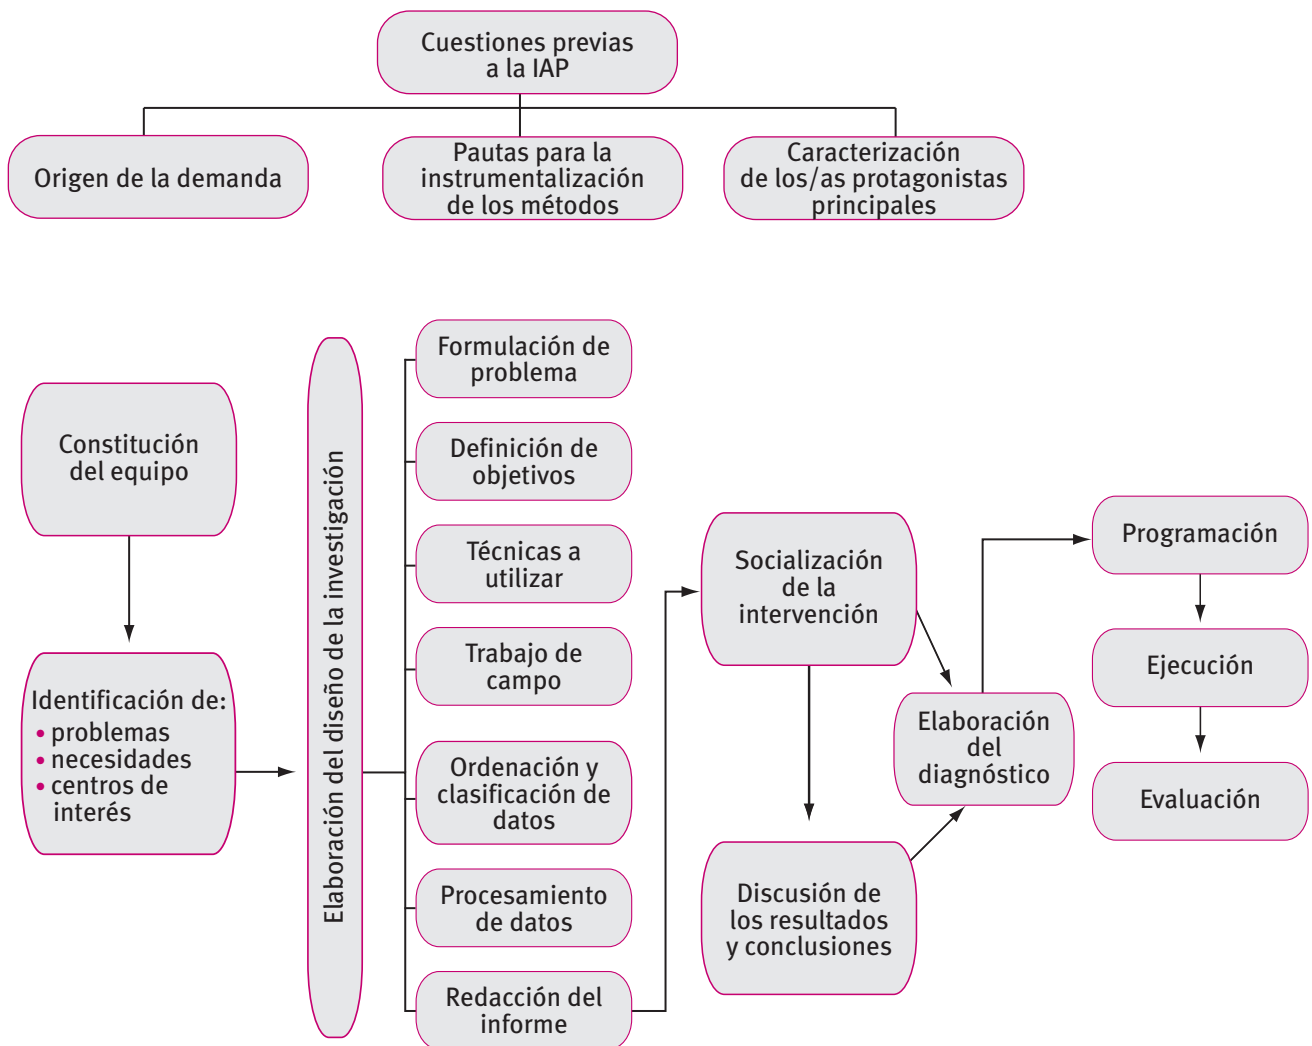 Cuestiones previas
a la IAP
Origen de la demanda
Pautas para la
instrumentalización
de los métodos
Caracterización
de los/as protagonistas
principales
Constitución
del equipo
Identificación de:
• problemas
• necesidades
• centros de
interés
Elaboración del diseño de la investigación
Formulación de
problema
Definición de
objetivos
Técnicas a
utilizar
Trabajo de
campo
Ordenación y
clasificación de
datos
Procesamiento
de datos
Redacción del
informe
Socialización
de la
intervención
Discusión de
los resultados
y conclusiones
Elaboración
del
diagnóstico
Programación
Ejecución
Evaluación